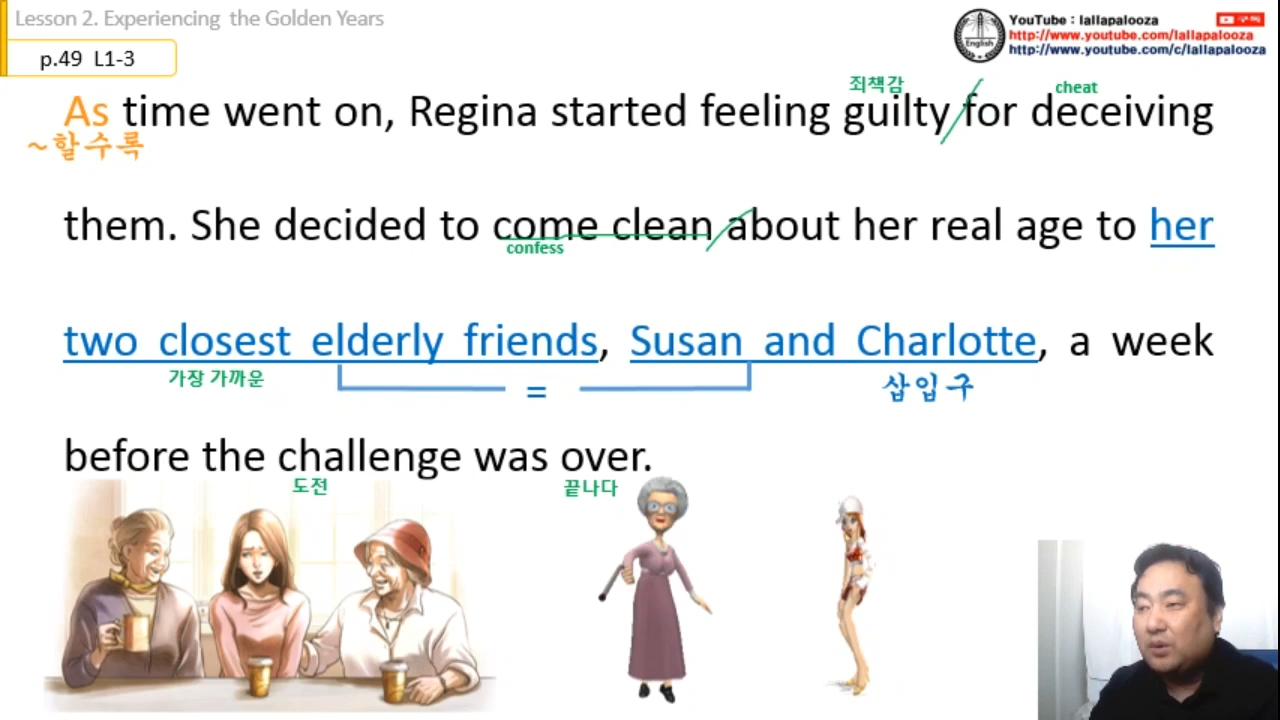 Lesson 2. Experiencing the Golden Years
YouTube : lallapalooza
구독
http://www.youtube.com/lallapalooza
http://www.youtube.com/c/lallapalooza
English
p.49 L1-3
죄책감
cheat
As time went on, Regina started feeling guilty for deceiving
~할수록
them. She decided to come clean about her real age to her
confess
two closest elderly friends, Susan and Charlotte, a week
가장 가까운
=
삽입구
before the challenge was over.
도전
끝나다